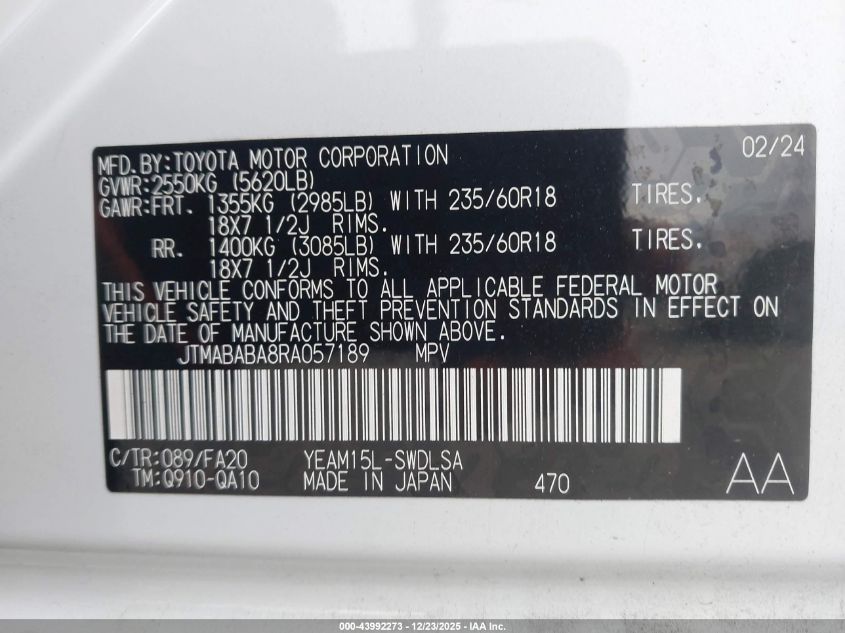 MFD.BY:TOYOTA MOTOR CORPORATION 02/24
GVWR:2550KG (5620LB)
GAWR:FRT. 1355KG (2985LB) WITH 235/60R18 TIRES.
18X7 1/2J RIMS.
RR. 1400KG (3085LB) WITH 235/60R18 TIRES.
18X7 1/2J RIMS.
THIS VEHICLE CONFORMS TO ALL APPLICABLE FEDERAL MOTOR
VEHICLE SAFETY AND THEFT PREVENTION STANDARDS IN EFFECT ON
THE DATE OF MANUFACTURE SHOWN ABOVE.
JTMABABA8RA057189 MPV
C/TR:089/FA20 YEAM15L-SWDLSA
TM:Q910-QA10 MADE IN JAPAN 470 AA
000-43992273 - 12/23/2025 - IAA Inc.